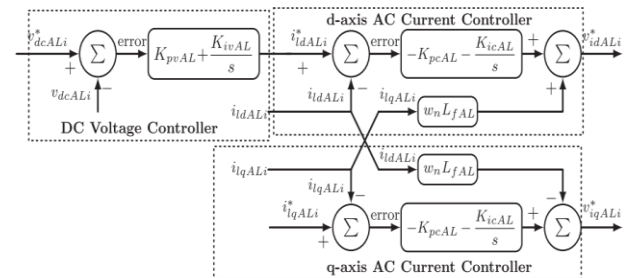 d-axis AC Current Controller
v*dcALi
error
KpvAL + KivAL/s
i*ldALi
error
−KpcAL − KicAL/s
v*idALi
Σ
Σ
Σ
+
−
+
−
+
+
vdcALi
ildALi
ildALi
ilqALi
wnLfAL
DC Voltage Controller
ilqALi
ilqALi
ildALi
wnLfAL
i*lqALi
error
−KpcAL − KicAL/s
v*iqALi
Σ
Σ
−
+
−
+
q-axis AC Current Controller